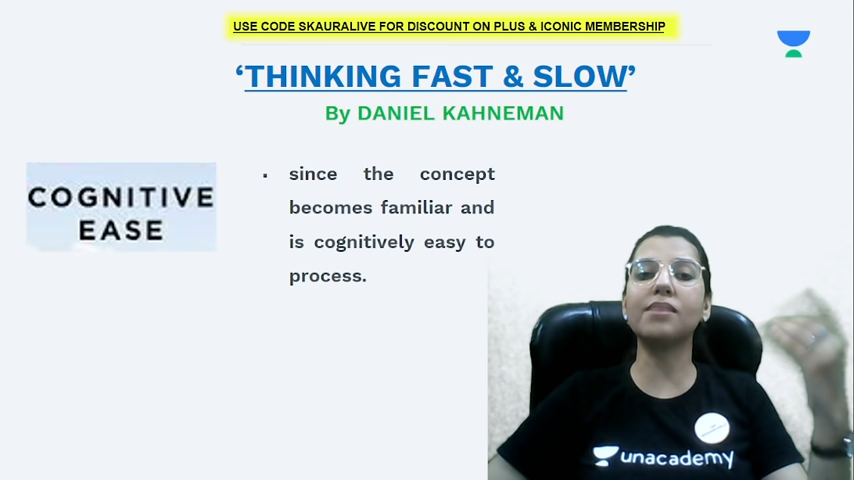 USE CODE SKAURALIVE FOR DISCOUNT ON PLUS & ICONIC MEMBERSHIP
‘THINKING FAST & SLOW’
By DANIEL KAHNEMAN
COGNITIVE
EASE
▪ since the concept
becomes familiar and
is cognitively easy to
process.
unacademy